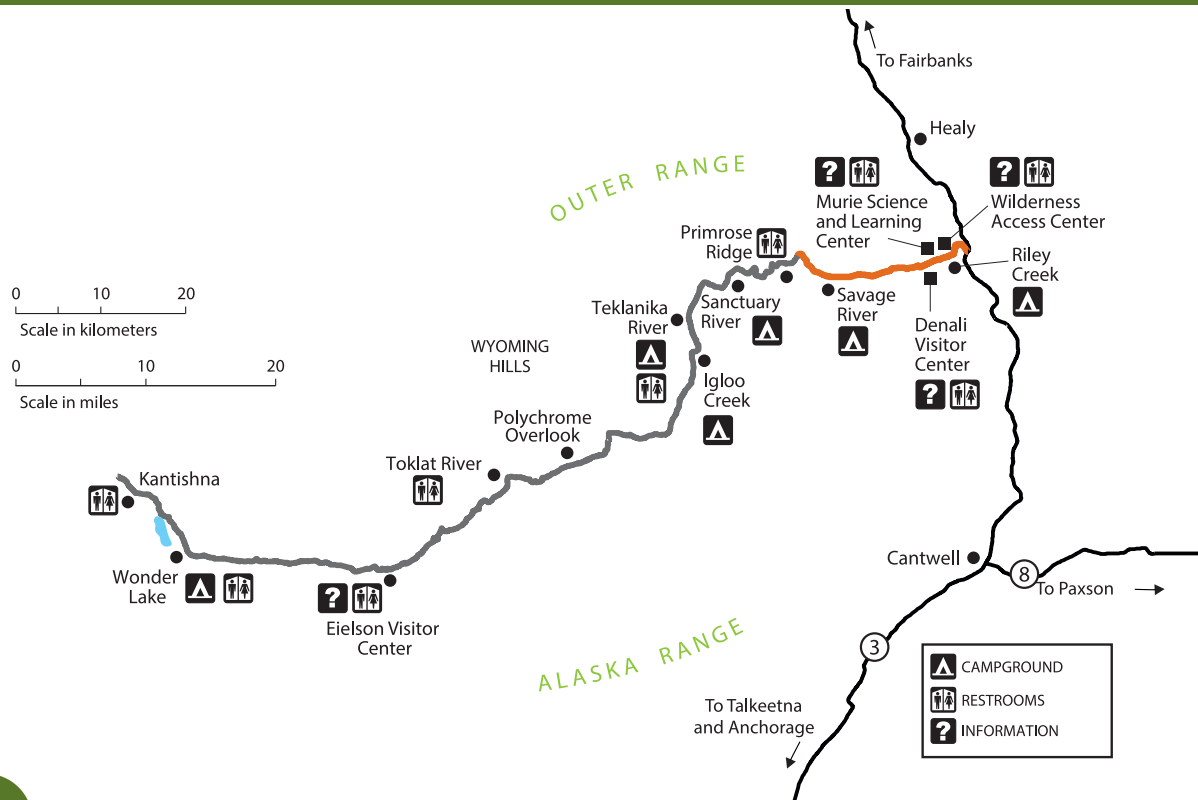 To Fairbanks
Healy
OUTER RANGE
?
?
Murie Science
and Learning
Center
Wilderness
Access Center
Primrose
Ridge
Riley
Creek
0 10 20
Scale in kilometers
Teklanika
River
Sanctuary
River
Savage
River
Denali
Visitor
Center
?
WYOMING
HILLS
0 10 20
Scale in miles
Igloo
Creek
Polychrome
Overlook
Toklat River
Kantishna
Cantwell
8
To Paxson
Wonder
Lake
?
Eielson Visitor
Center
ALASKA RANGE
3
To Talkeetna
and Anchorage
CAMPGROUND
RESTROOMS
? INFORMATION